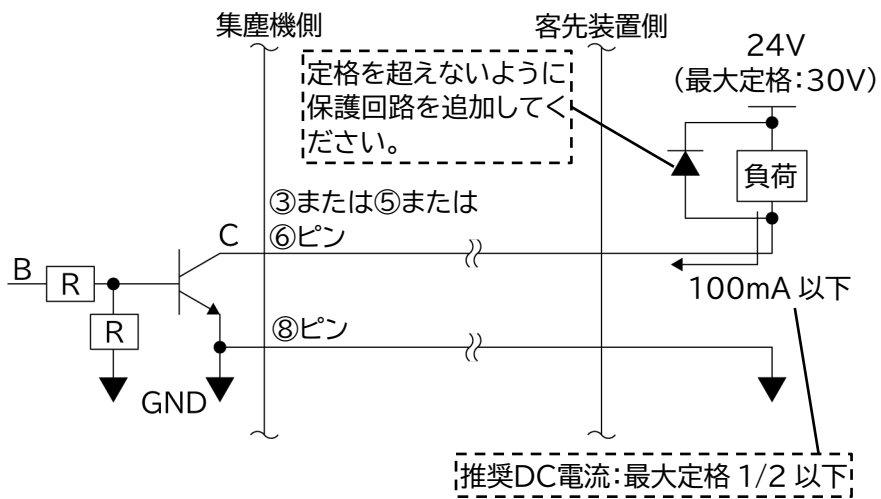 集塵機側
客先装置側
24V
(最大定格:30V)
定格を超えないように
保護回路を追加してく
ださい。
負荷
③または⑤または
⑥ピン
C
B
R
R
100mA 以下
⑧ピン
GND
推奨DC電流:最大定格 1/2 以下